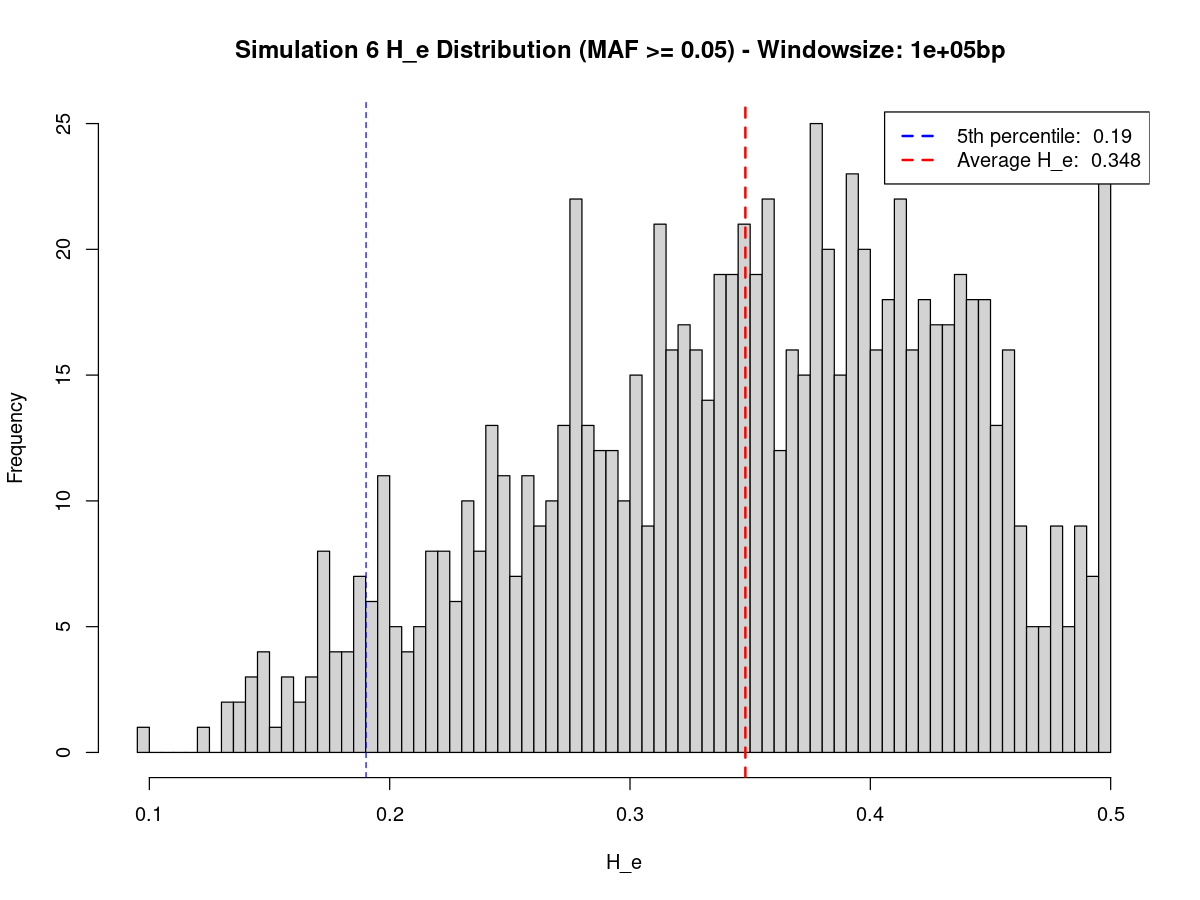 Simulation 6 H_e Distribution (MAF >= 0.05) - Windowsize: 1e+05bp
5th percentile: 0.19
Average H_e: 0.348
Frequency
25
20
15
10
5
0
0.1 0.2 0.3 0.4 0.5
H_e